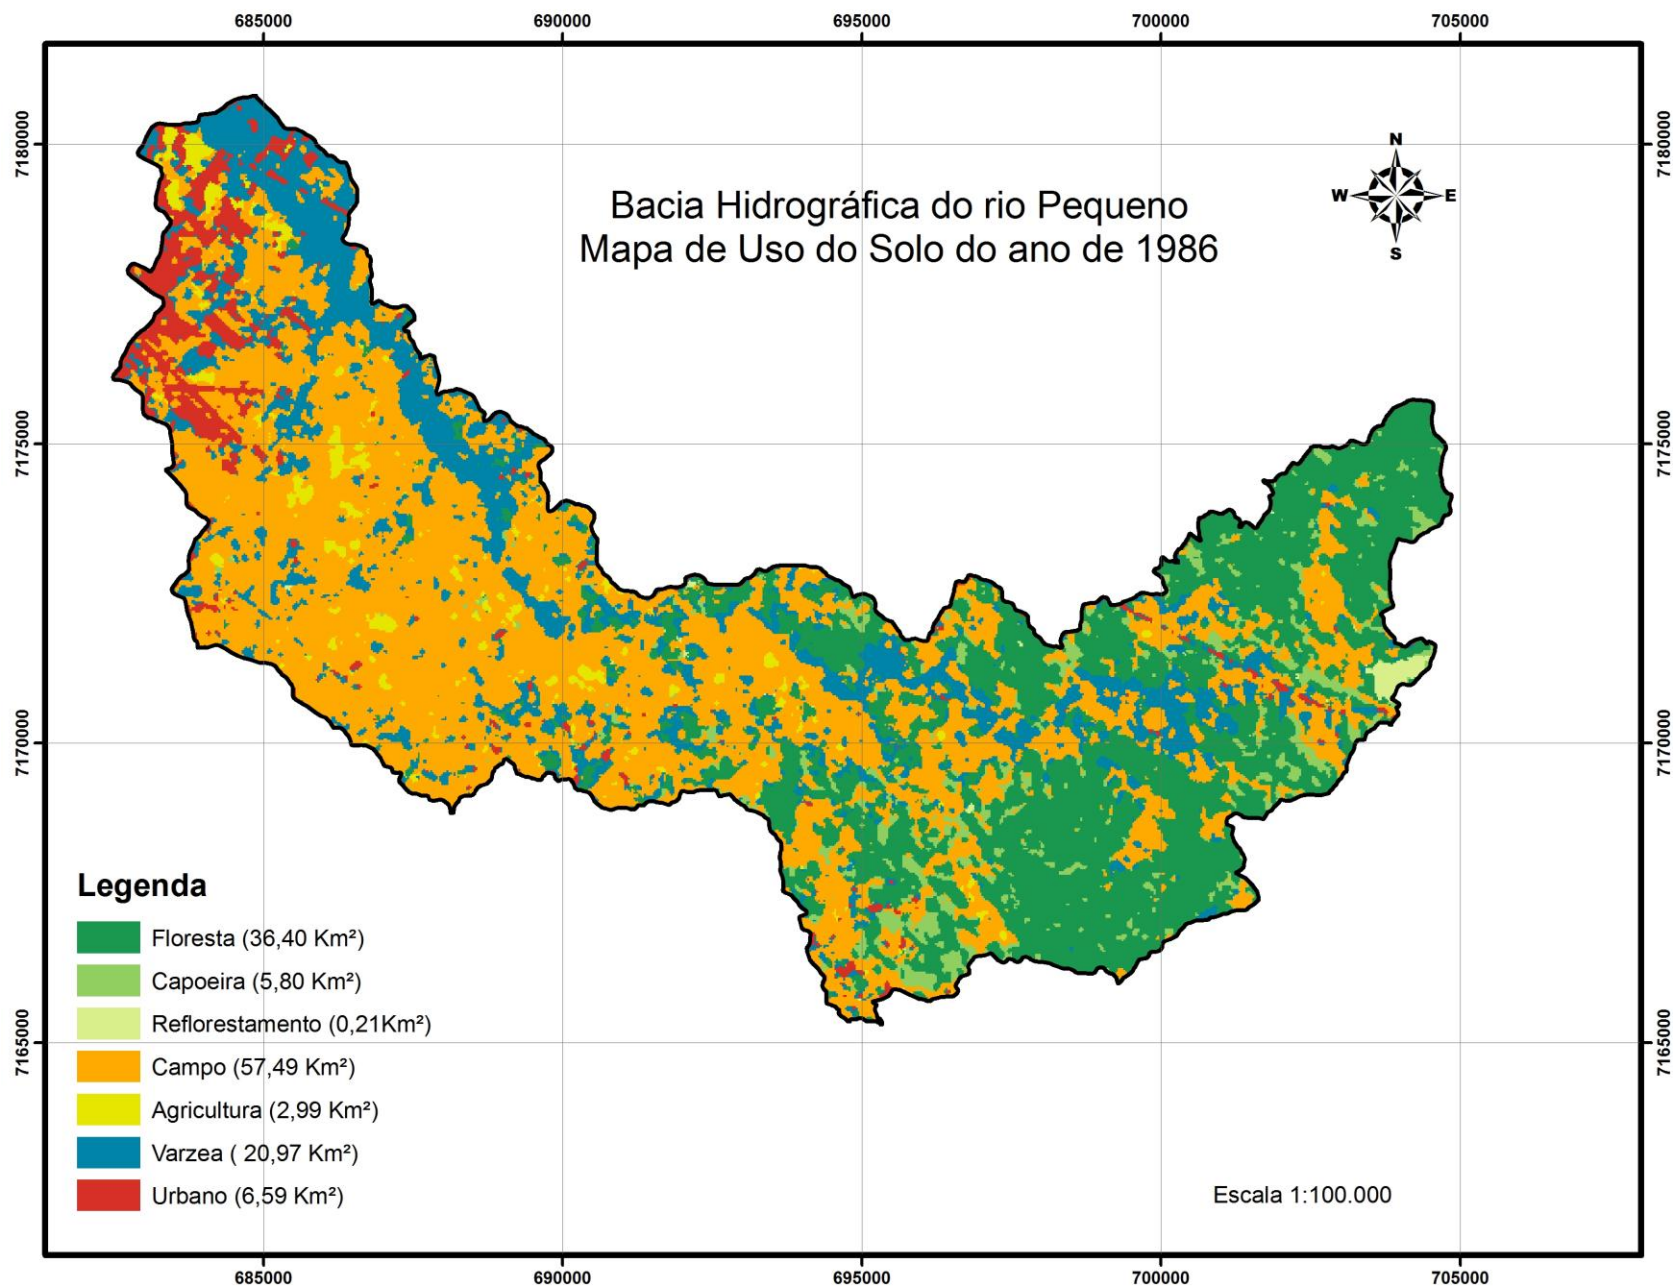 685000 690000 695000 700000 705000
7180000 7180000
N
W E
S
Bacia Hidrográfica do rio Pequeno
Mapa de Uso do Solo do ano de 1986
7175000 7175000
7170000 7170000
Legenda
Floresta (36,40 Km²)
Capoeira (5,80 Km²)
Reflorestamento (0,21Km²)
7165000 7165000
Campo (57,49 Km²)
Agricultura (2,99 Km²)
Varzea ( 20,97 Km²)
Urbano (6,59 Km²)
Escala 1:100.000
685000 690000 695000 700000 705000